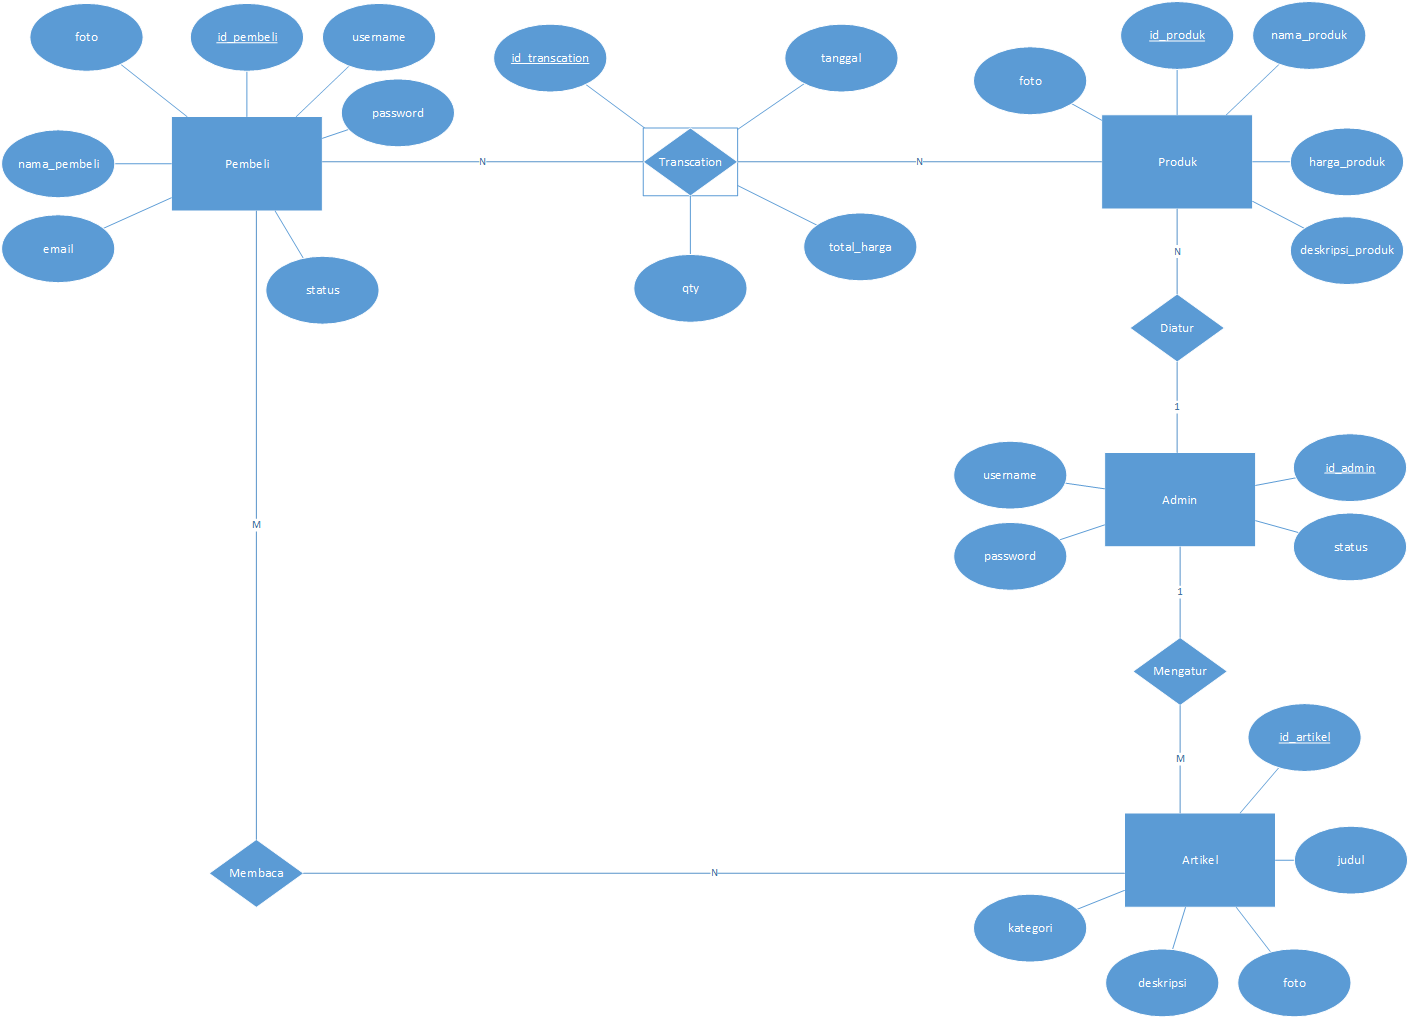 foto
id_pembeli
username
password
nama_pembeli
Pembeli
email
status
id_transcation
tanggal
N
Transcation
N
qty
total_harga
id_produk
nama_produk
foto
Produk
harga_produk
deskripsi_produk
N
Diatur
1
username
id_admin
Admin
password
status
1
Mengatur
M
M
id_artikel
Artikel
judul
Membaca
N
kategori
deskripsi
foto